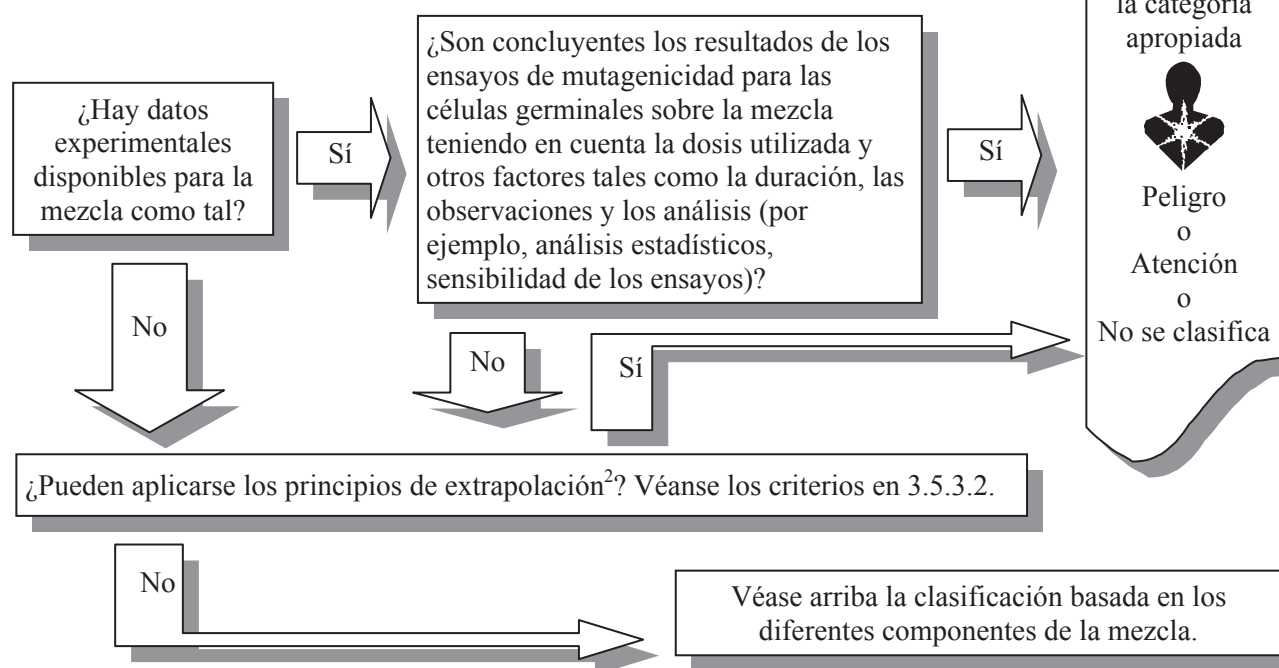 ¿Hay datos
experimentales
disponibles para la
mezcla como tal?
Sí
¿Son concluyentes los resultados de los
ensayos de mutagenicidad para las
células germinales sobre la mezcla
teniendo en cuenta la dosis utilizada y
otros factores tales como la duración, las
observaciones y los análisis (por
ejemplo, análisis estadísticos,
sensibilidad de los ensayos)?
Sí
la categoría
apropiada
Peligro
o
Atención
o
No se clasifica
No
No
Sí
¿Pueden aplicarse los principios de extrapolación²? Véanse los criterios en 3.5.3.2.
No
Véase arriba la clasificación basada en los
diferentes componentes de la mezcla.